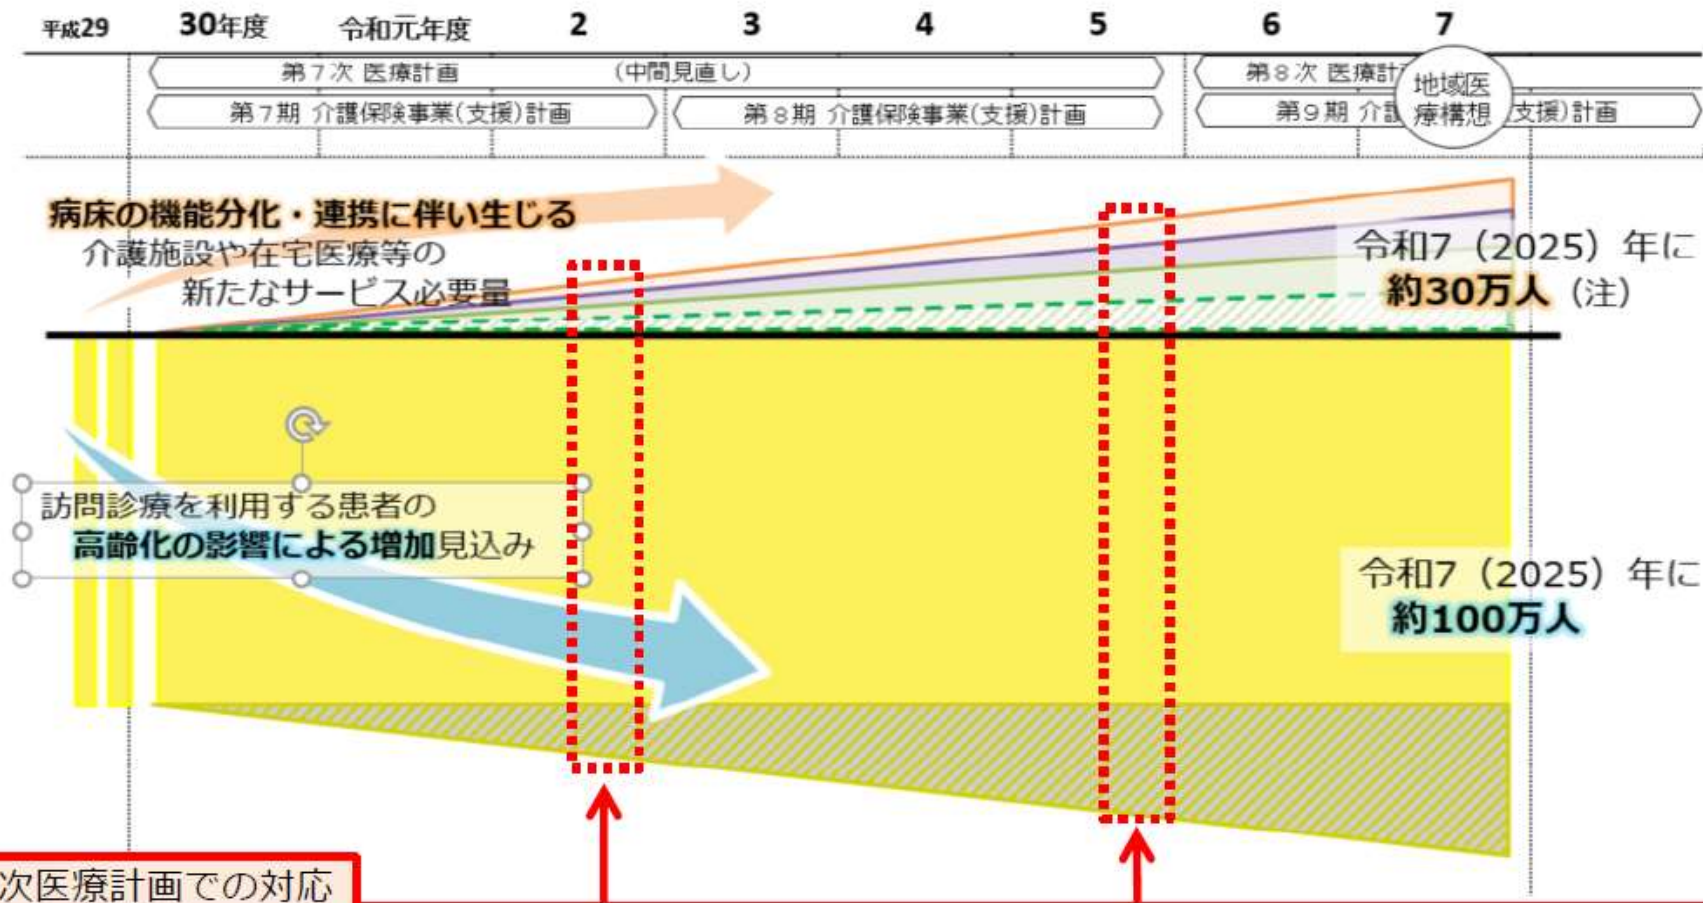 平成29 30年度 令和元年度 2 3 4 5 6 7
第7次 医療計画 (中間見直し) 第8次 医療計
第7期 介護保険事業(支援)計画 第8期 介護保険事業(支援)計画 第9期 介護 支援)計画
地域医
療構想
病床の機能分化・連携に伴い生じる
介護施設や在宅医療等の
新たなサービス必要量
令和7（2025）年に
約30万人（注）
訪問診療を利用する患者の
高齢化の影響による増加見込み
令和7（2025）年に
約100万人
次医療計画での対応